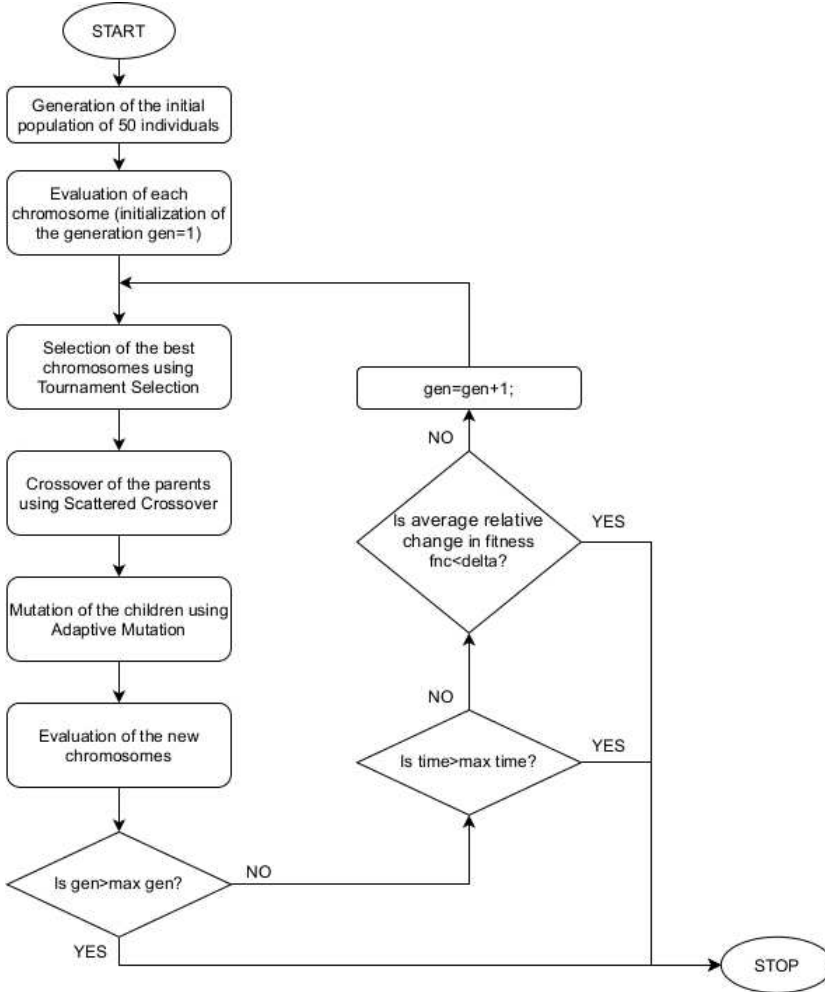 START
Generation of the initial
population of 50 individuals
Evaluation of each
chromosome (initialization of
the generation gen=1)
Selection of the best
chromosomes using
Tournament Selection
Crossover of the parents
using Scattered Crossover
Mutation of the children using
Adaptive Mutation
Evaluation of the new
chromosomes
Is gen>max gen?
NO
YES
Is time>max time?
YES
NO
Is average relative
change in fitness
fnc<delta?
YES
NO
gen=gen+1;
STOP